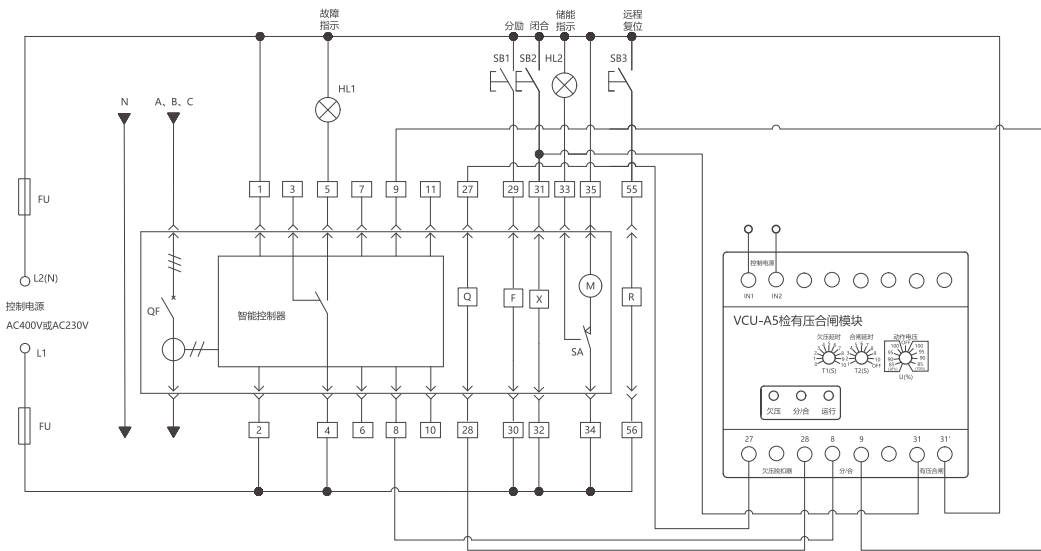 故障
指示
分励
闭合
储能
指示
远程
复位
SB1
SB2
HL2
SB3
HL1
N
A、B、C
FU
1
3
5
7
9
11
27
29
31
33
35
55
L2(N)
控制电源
AC400V或AC230V
L1
QF
智能控制器
Q
F
X
M
R
SA
FU
2
4
6
8
10
28
30
32
34
56
控制电源
IN1
IN2
VCU-A5检有压合闸模块
欠压延时
合闸延时
动作电压
T1(S)
T2(S)
U(%)
欠压
分/合
运行
27
28
8
9
31
31'
欠压脱扣器
分/合
有压合闸